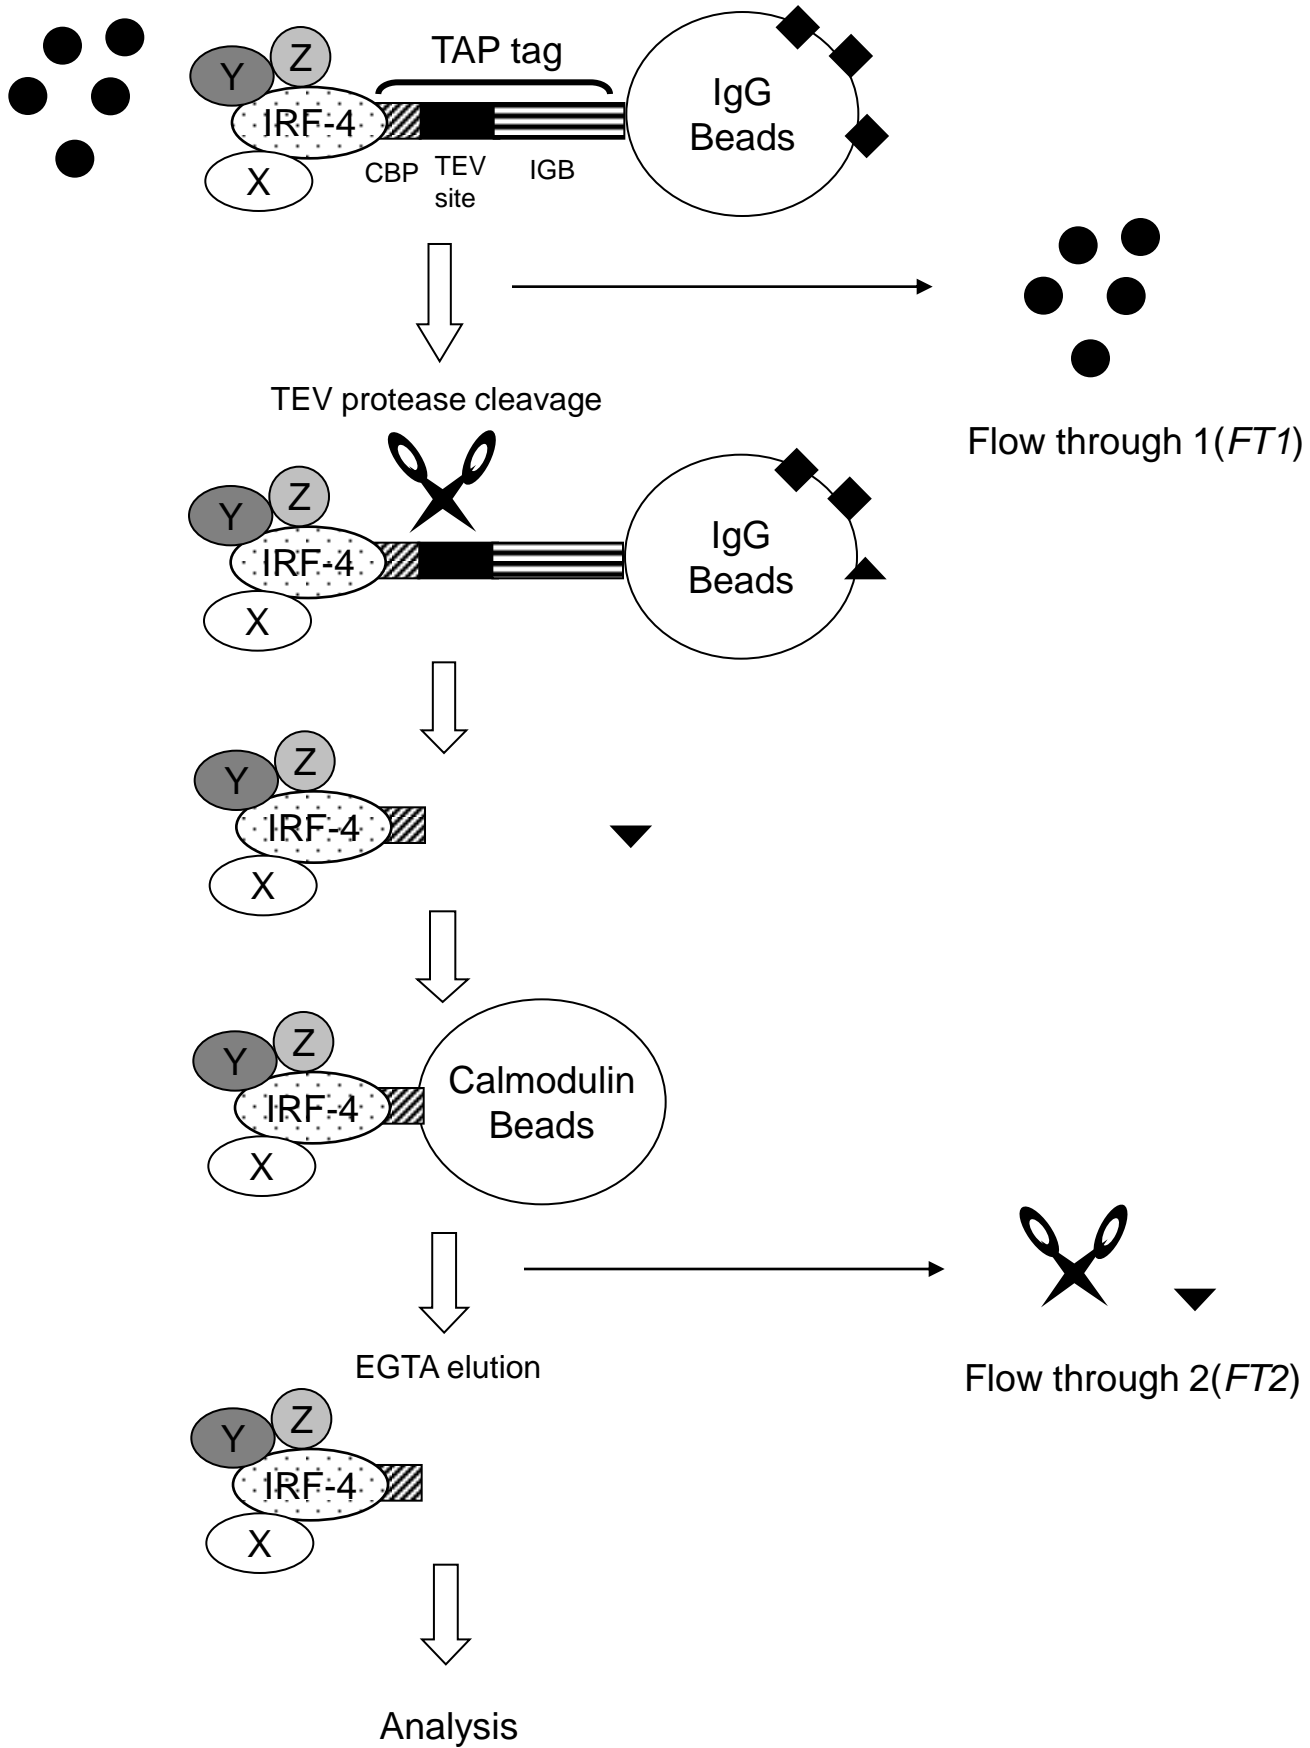 TAP tag
Y
Z
IRF-4
X
CBP
TEV
site
IGB
IgG
Beads
TEV protease cleavage
Flow through 1(FT1)
Y
Z
IRF-4
X
IgG
Beads
Y
Z
IRF-4
X
Y
Z
IRF-4
X
Calmodulin
Beads
EGTA elution
Flow through 2(FT2)
Y
Z
IRF-4
X
Analysis